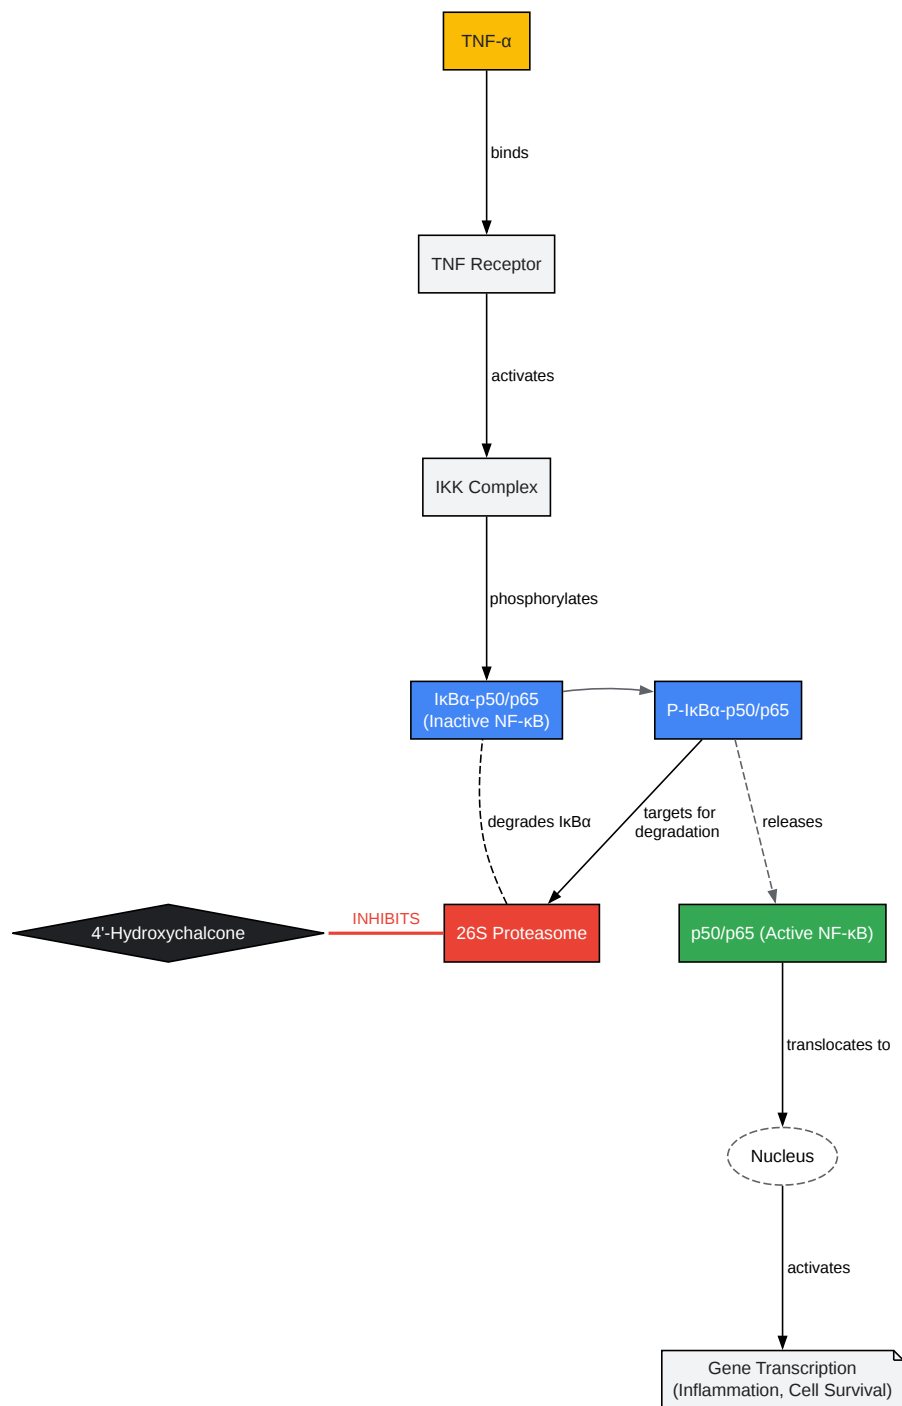 TNF-α
binds
TNF Receptor
activates
IKK Complex
phosphorylates
IκBα-p50/p65
(Inactive NF-κB)
P-IκBα-p50/p65
degrades IκBα
targets for
degradation
releases
4'-Hydroxychalcone
INHIBITS
26S Proteasome
p50/p65 (Active NF-κB)
translocates to
Nucleus
activates
Gene Transcription
(Inflammation, Cell Survival)